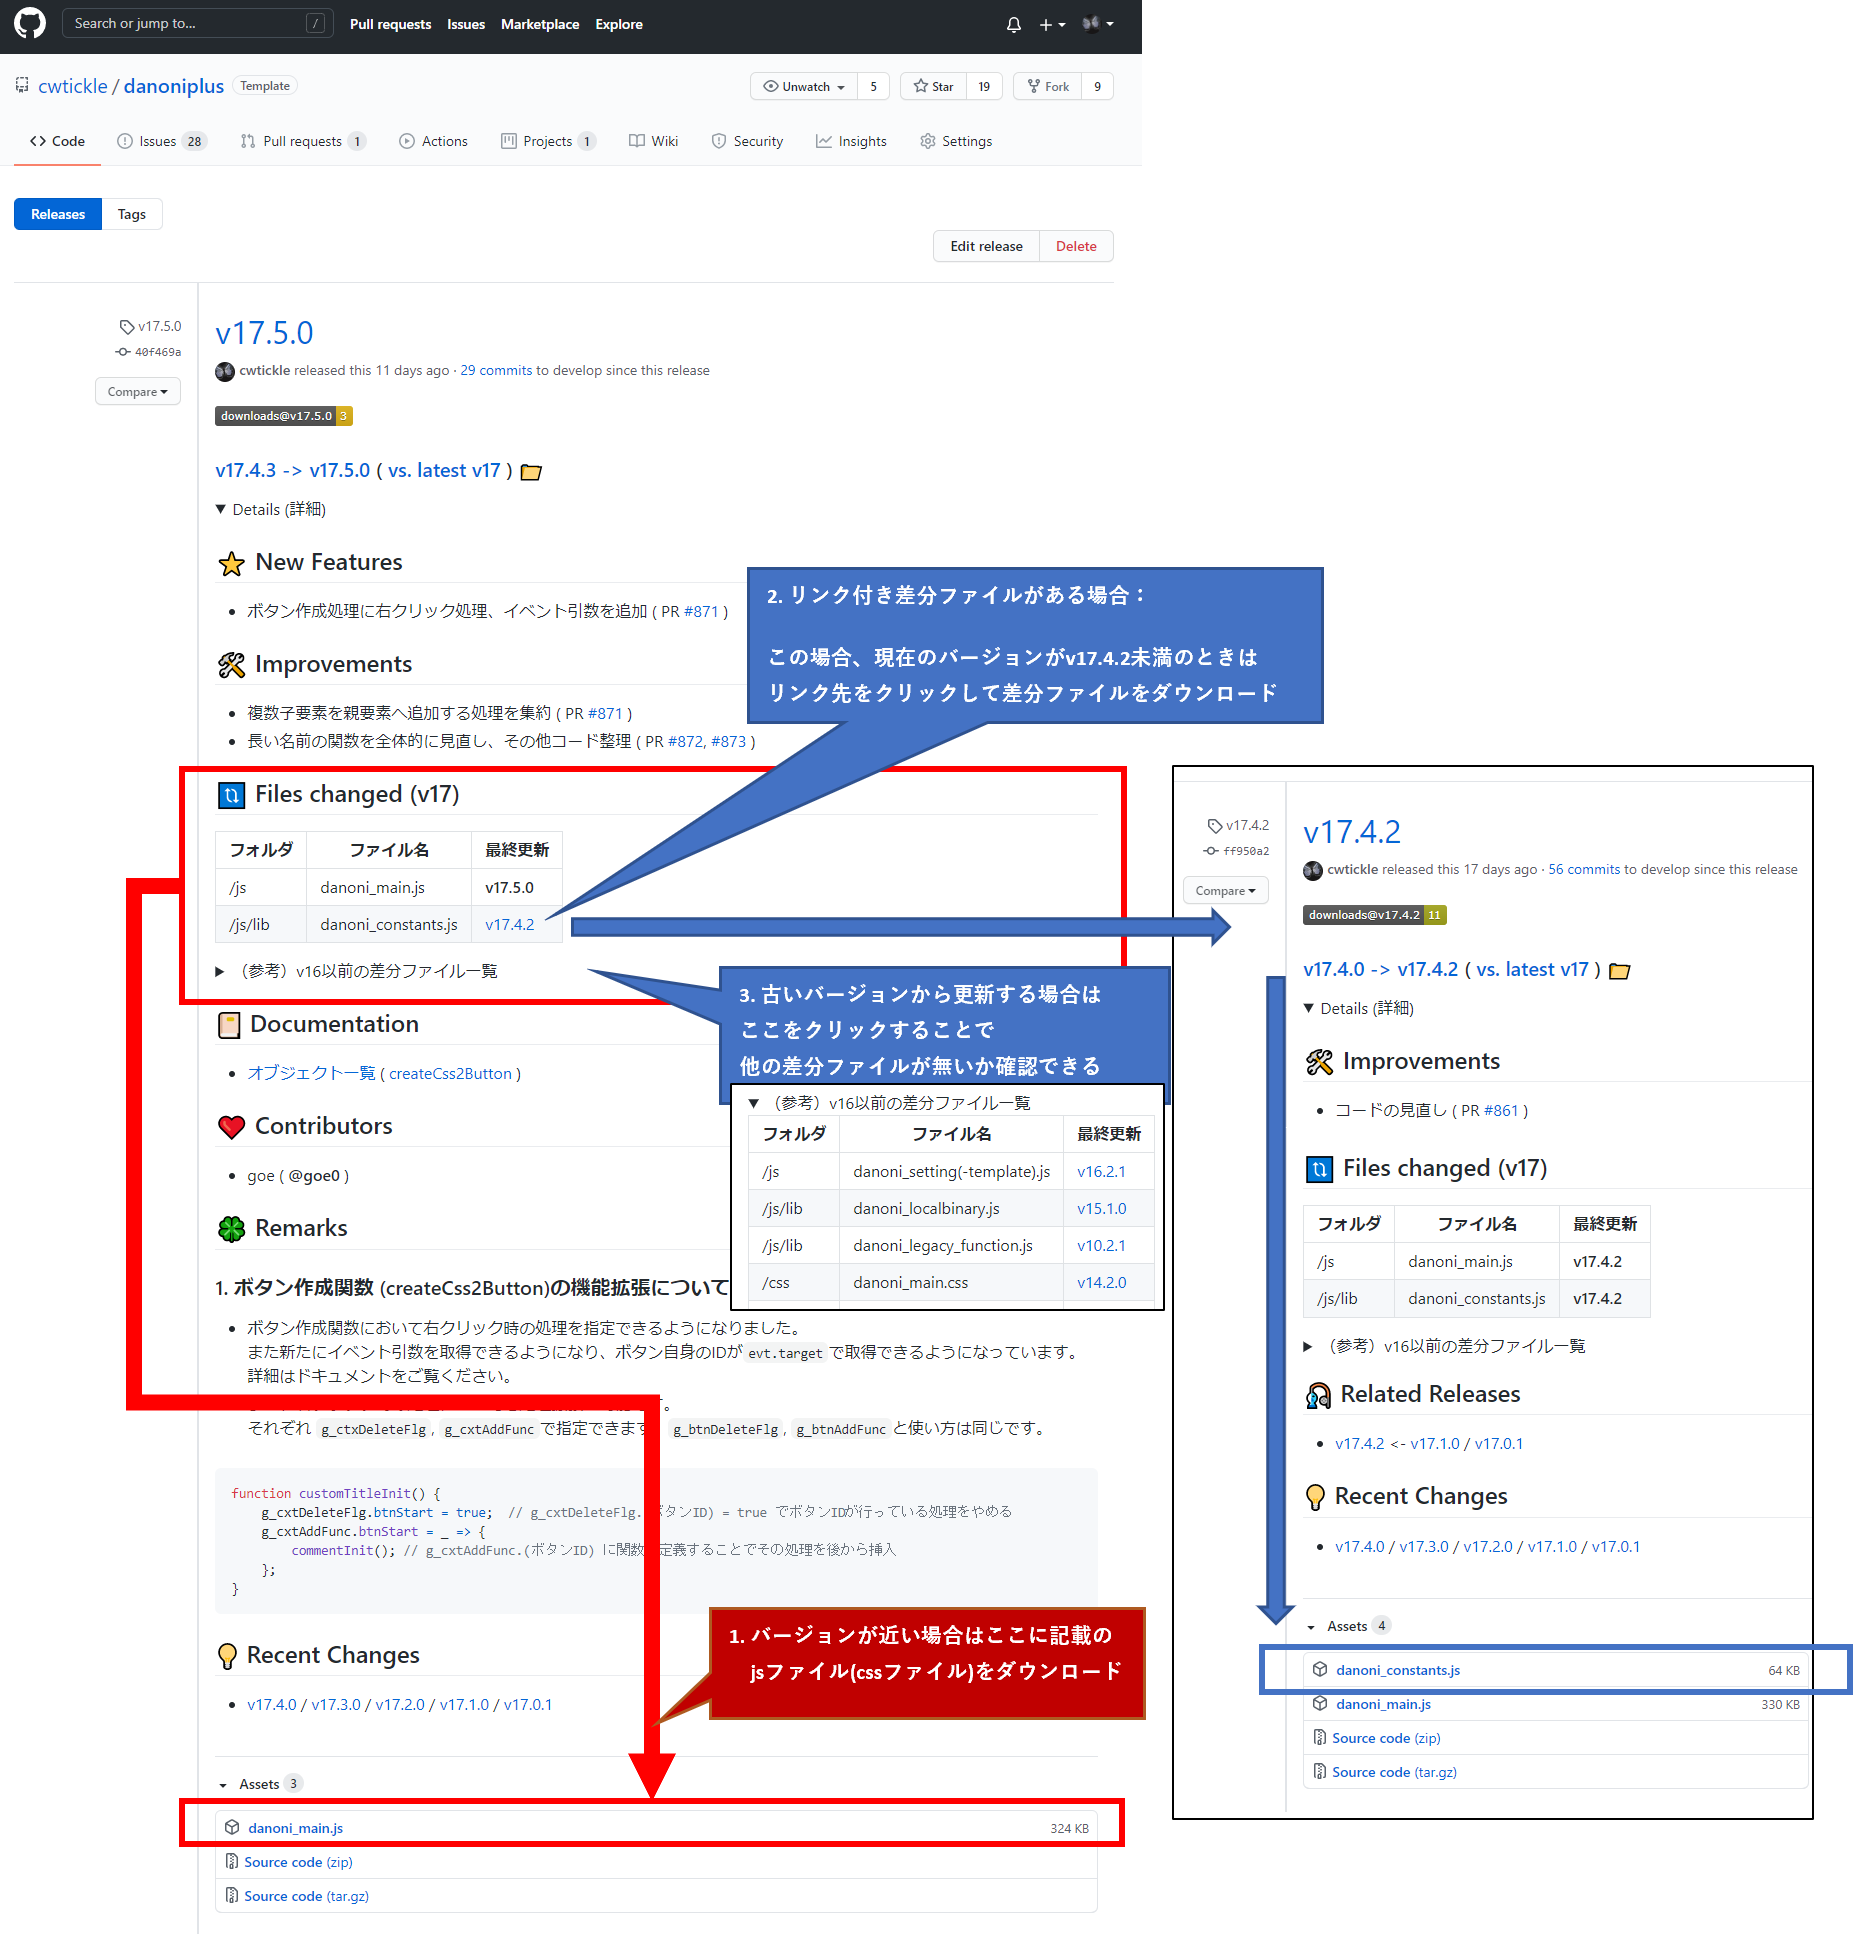 Search or jump to...
/
Pull requests
Issues
Marketplace
Explore
cwtickle / danoniplus
Template
Unwatch
5
Star
19
Fork
9
Code
Issues 28
Pull requests 1
Actions
Projects 1
Wiki
Security
Insights
Settings
Releases
Tags
Edit release
Delete
v17.5.0
40f469a
Compare
v17.5.0
cwtickle released this 11 days ago · 29 commits to develop since this release
downloads@v17.5.0 3
v17.4.3 -> v17.5.0 ( vs. latest v17 )
▼ Details (詳細)
New Features
• ボタン作成処理に右クリック処理、イベント引数を追加 ( PR #871 )
Improvements
• 複数子要素を親要素へ追加する処理を集約 ( PR #871 )
• 長い名前の関数を全体的に見直し、その他コード整理 ( PR #872, #873 )
2. リンク付き差分ファイルがある場合：
この場合、現在のバージョンがv17.4.2未満のときは
リンク先をクリックして差分ファイルをダウンロード
Files changed (v17)
フォルダ ファイル名 最終更新
/js danoni_main.js v17.5.0
/js/lib danoni_constants.js v17.4.2
▶ （参考）v16以前の差分ファイル一覧
3. 古いバージョンから更新する場合は
ここをクリックすることで
他の差分ファイルが無いか確認できる
▼ （参考）v16以前の差分ファイル一覧
フォルダ ファイル名 最終更新
/js danoni_setting(-template).js v16.2.1
/js/lib danoni_localbinary.js v15.1.0
/js/lib danoni_legacy_function.js v10.2.1
/css danoni_main.css v14.2.0
Documentation
• オブジェクト一覧 ( createCss2Button )
Contributors
• goe ( @goe0 )
Remarks
1. ボタン作成関数 (createCss2Button)の機能拡張について
• ボタン作成関数において右クリック時の処理を指定できるようになりました。
また新たにイベント引数を取得できるようになり、ボタン自身のIDが evt.target で取得できるようになっています。
詳細はドキュメントをご覧ください。
それぞれ g_ctxDeleteFlg , g_cxtAddFunc で指定できます g_btnDeleteFlg , g_btnAddFunc と使い方は同じです。
function customTitleInit() {
g_cxtDeleteFlg.btnStart = true; // g_cxtDeleteFlg. ボタンID) = true でボタンIDが行っている処理をやめる
g_cxtAddFunc.btnStart = _ => {
commentInit(); // g_cxtAddFunc.(ボタンID) に関数 定義することでその処理を後から挿入
};
}
1. バージョンが近い場合はここに記載の
jsファイル(cssファイル)をダウンロード
Recent Changes
• v17.4.0 / v17.3.0 / v17.2.0 / v17.1.0 / v17.0.1
Assets 3
danoni_main.js 324 KB
Source code (zip)
Source code (tar.gz)
v17.4.2
ff950a2
Compare
v17.4.2
cwtickle released this 17 days ago · 56 commits to develop since this release
downloads@v17.4.2 11
v17.4.0 -> v17.4.2 ( vs. latest v17 )
▼ Details (詳細)
Improvements
• コードの見直し ( PR #861 )
Files changed (v17)
フォルダ ファイル名 最終更新
/js danoni_main.js v17.4.2
/js/lib danoni_constants.js v17.4.2
▶ （参考）v16以前の差分ファイル一覧
Related Releases
• v17.4.2 <- v17.1.0 / v17.0.1
Recent Changes
• v17.4.0 / v17.3.0 / v17.2.0 / v17.1.0 / v17.0.1
Assets 4
danoni_constants.js 64 KB
danoni_main.js 330 KB
Source code (zip)
Source code (tar.gz)